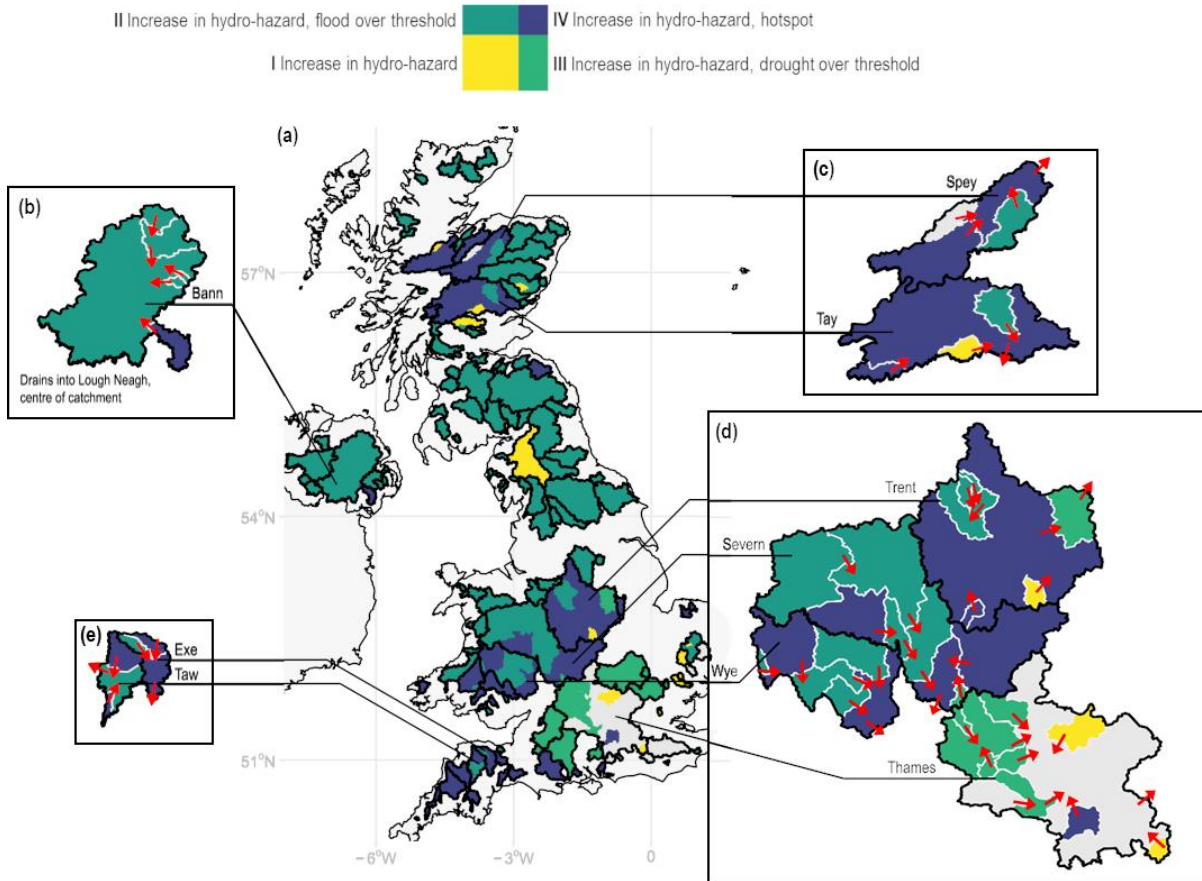 II Increase in hydro-hazard, flood over threshold
IV Increase in hydro-hazard, hotspot
I Increase in hydro-hazard
III Increase in hydro-hazard, drought over threshold
(a)
(b)
Bann
Drains into Lough Neagh,
centre of catchment
(c)
Spey
Tay
(d)
Trent
Severn
Wye
Thames
(e)
Exe
Taw
57°N
54°N
51°N
−6°W
−3°W
0